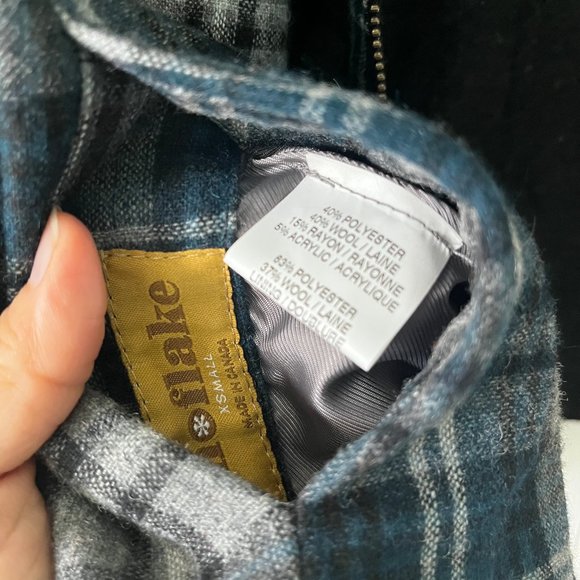 40% POLYESTER
40% WOOL / LAINE
15% RAYON / RAYONNE
5% ACRYLIC / ACRYLIQUE
63% POLYESTER
37% WOOL / LAINE
LINING / DOUBLURE
oflake
XSMALL
MADE IN CANADA